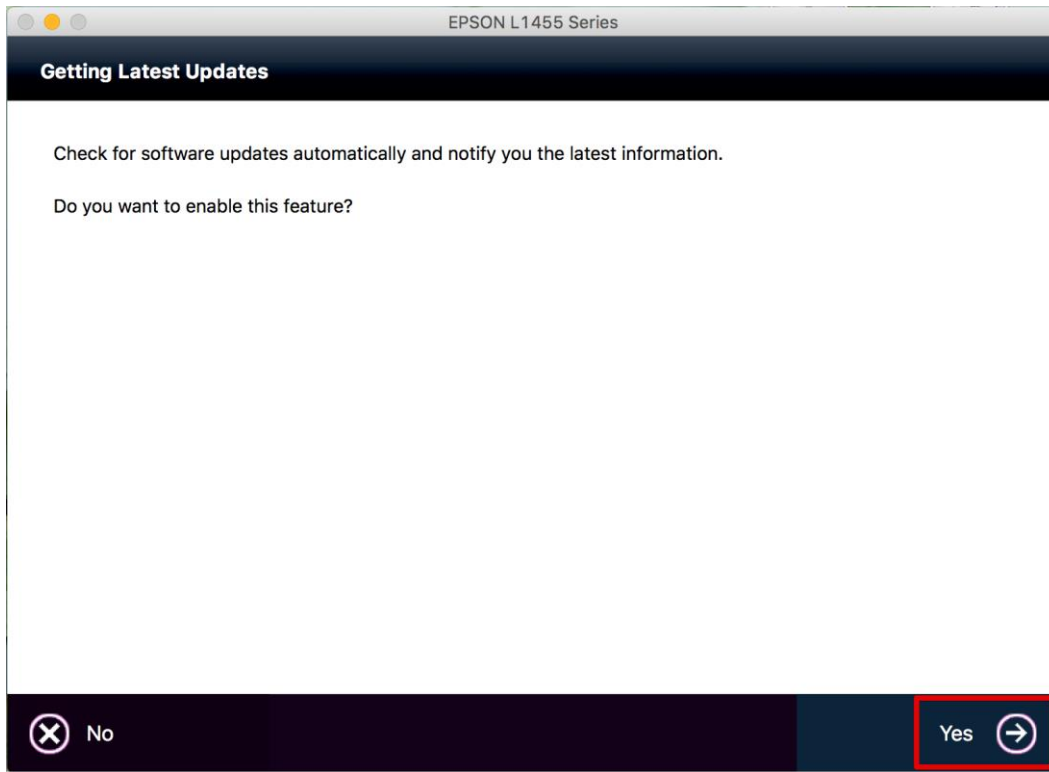 EPSON L1455 Series
Getting Latest Updates
Check for software updates automatically and notify you the latest information.
Do you want to enable this feature?
No
Yes